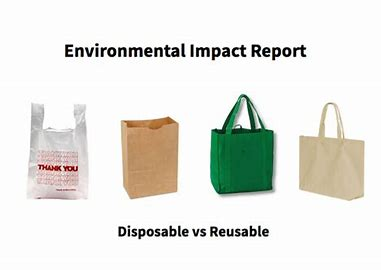 Environmental Impact Report
THANK YOU
Disposable vs Reusable